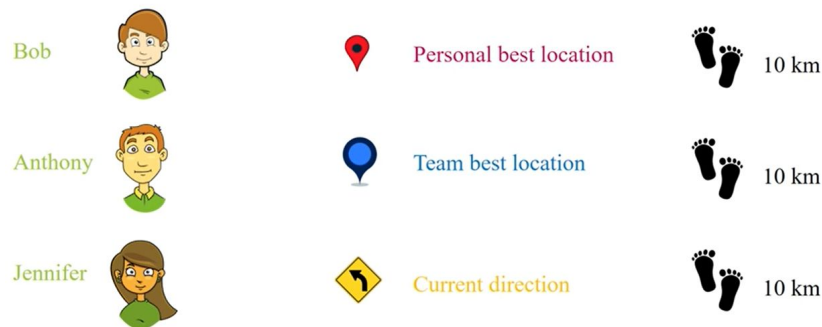 Bob
Personal best location
10 km
Anthony
Team best location
10 km
Jennifer
Current direction
10 km